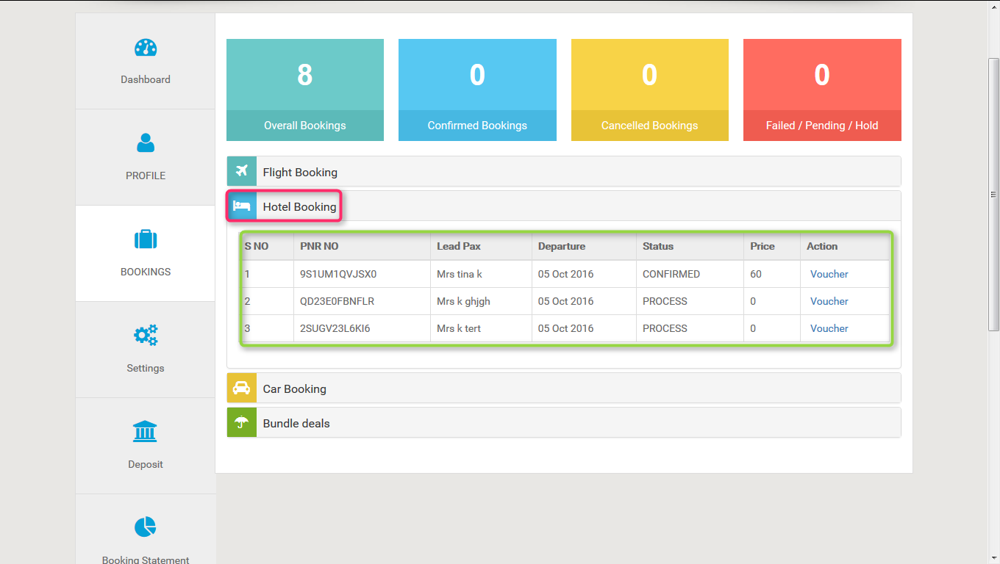 Dashboard
PROFILE
BOOKINGS
Settings
Deposit
Booking Statement
8
Overall Bookings
0
Confirmed Bookings
0
Cancelled Bookings
0
Failed / Pending / Hold
Flight Booking
Hotel Booking
S NO PNR NO Lead Pax Departure Status Price Action
1 9S1UM1QVJSX0 Mrs tina k 05 Oct 2016 CONFIRMED 60 Voucher
2 QD23E0FBNFLR Mrs k ghjgh 05 Oct 2016 PROCESS 0 Voucher
3 2SUGV23L6KI6 Mrs k tert 05 Oct 2016 PROCESS 0 Voucher
Car Booking
Bundle deals